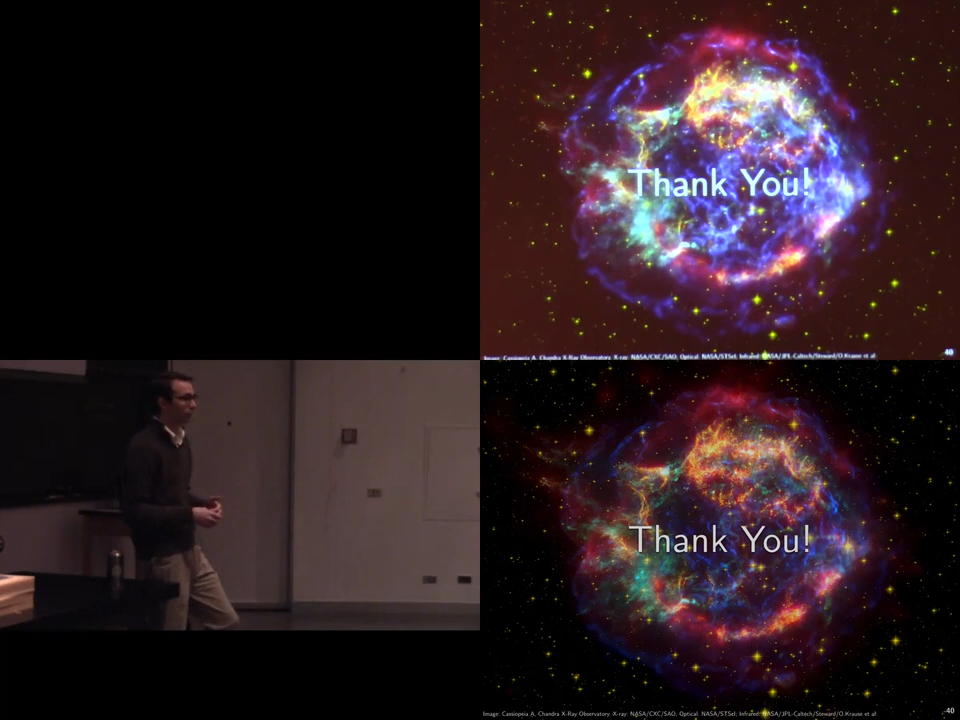 Thank You!
Image: Cassiopeia A, Chandra X-Ray Observatory X-ray: NASA/CXC/SAO, Optical: NASA/STScI; Infrared: NASA/JPL-Caltech/Steward/O.Krause et al
40
Thank You!
Image: Cassiopeia A, Chandra X-Ray Observatory X-ray: NASA/CXC/SAO, Optical: NASA/STScI; Infrared: NASA/JPL-Caltech/Steward/O.Krause et al
40